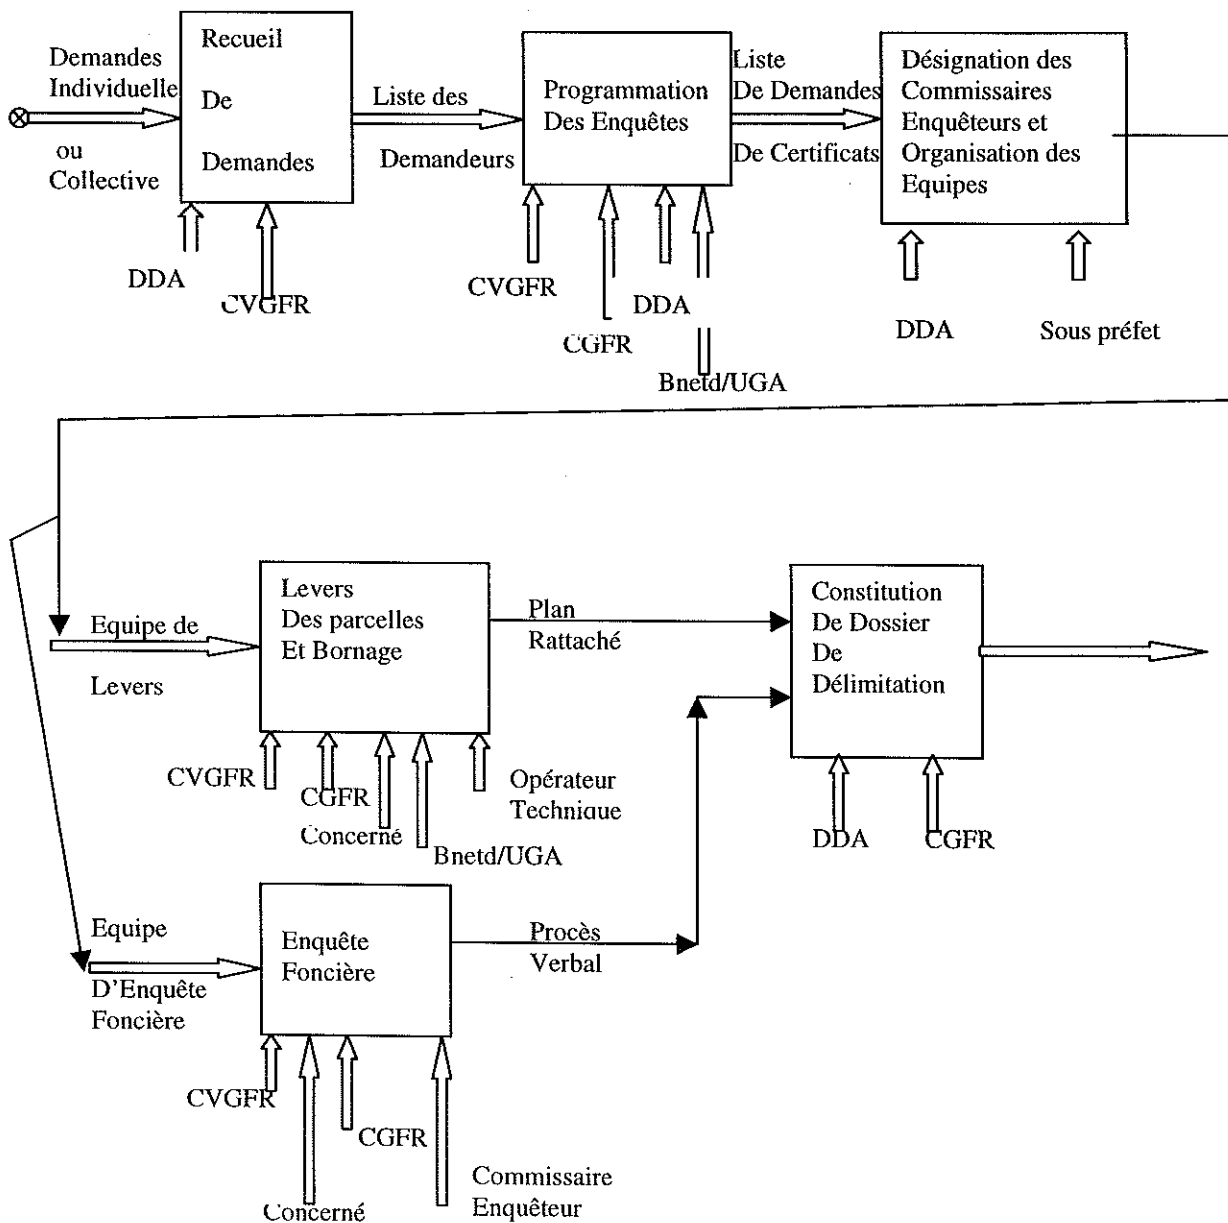 Demandes
Individuelle
ou
Collective
Recueil
De
Demandes
DDA
CVGFR
Liste des
Demandeurs
Programmation
Des Enquêtes
CVGFR
CGFR
DDA
Bnetd/UGA
Liste
De Demandes
De Certificats
Désignation des
Commissaires
Enquêteurs et
Organisation des
Equipes
DDA
Sous préfet
Equipe de
Levers
Levers
Des parcelles
Et Bornage
CVGFR
CGFR
Concerné
Bnetd/UGA
Opérateur
Technique
Plan
Rattaché
Constitution
De Dossier
De
Délimitation
DDA
CGFR
Equipe
D'Enquête
Foncière
Enquête
Foncière
CVGFR
Concerné
CGFR
Commissaire
Enquêteur
Procès
Verbal